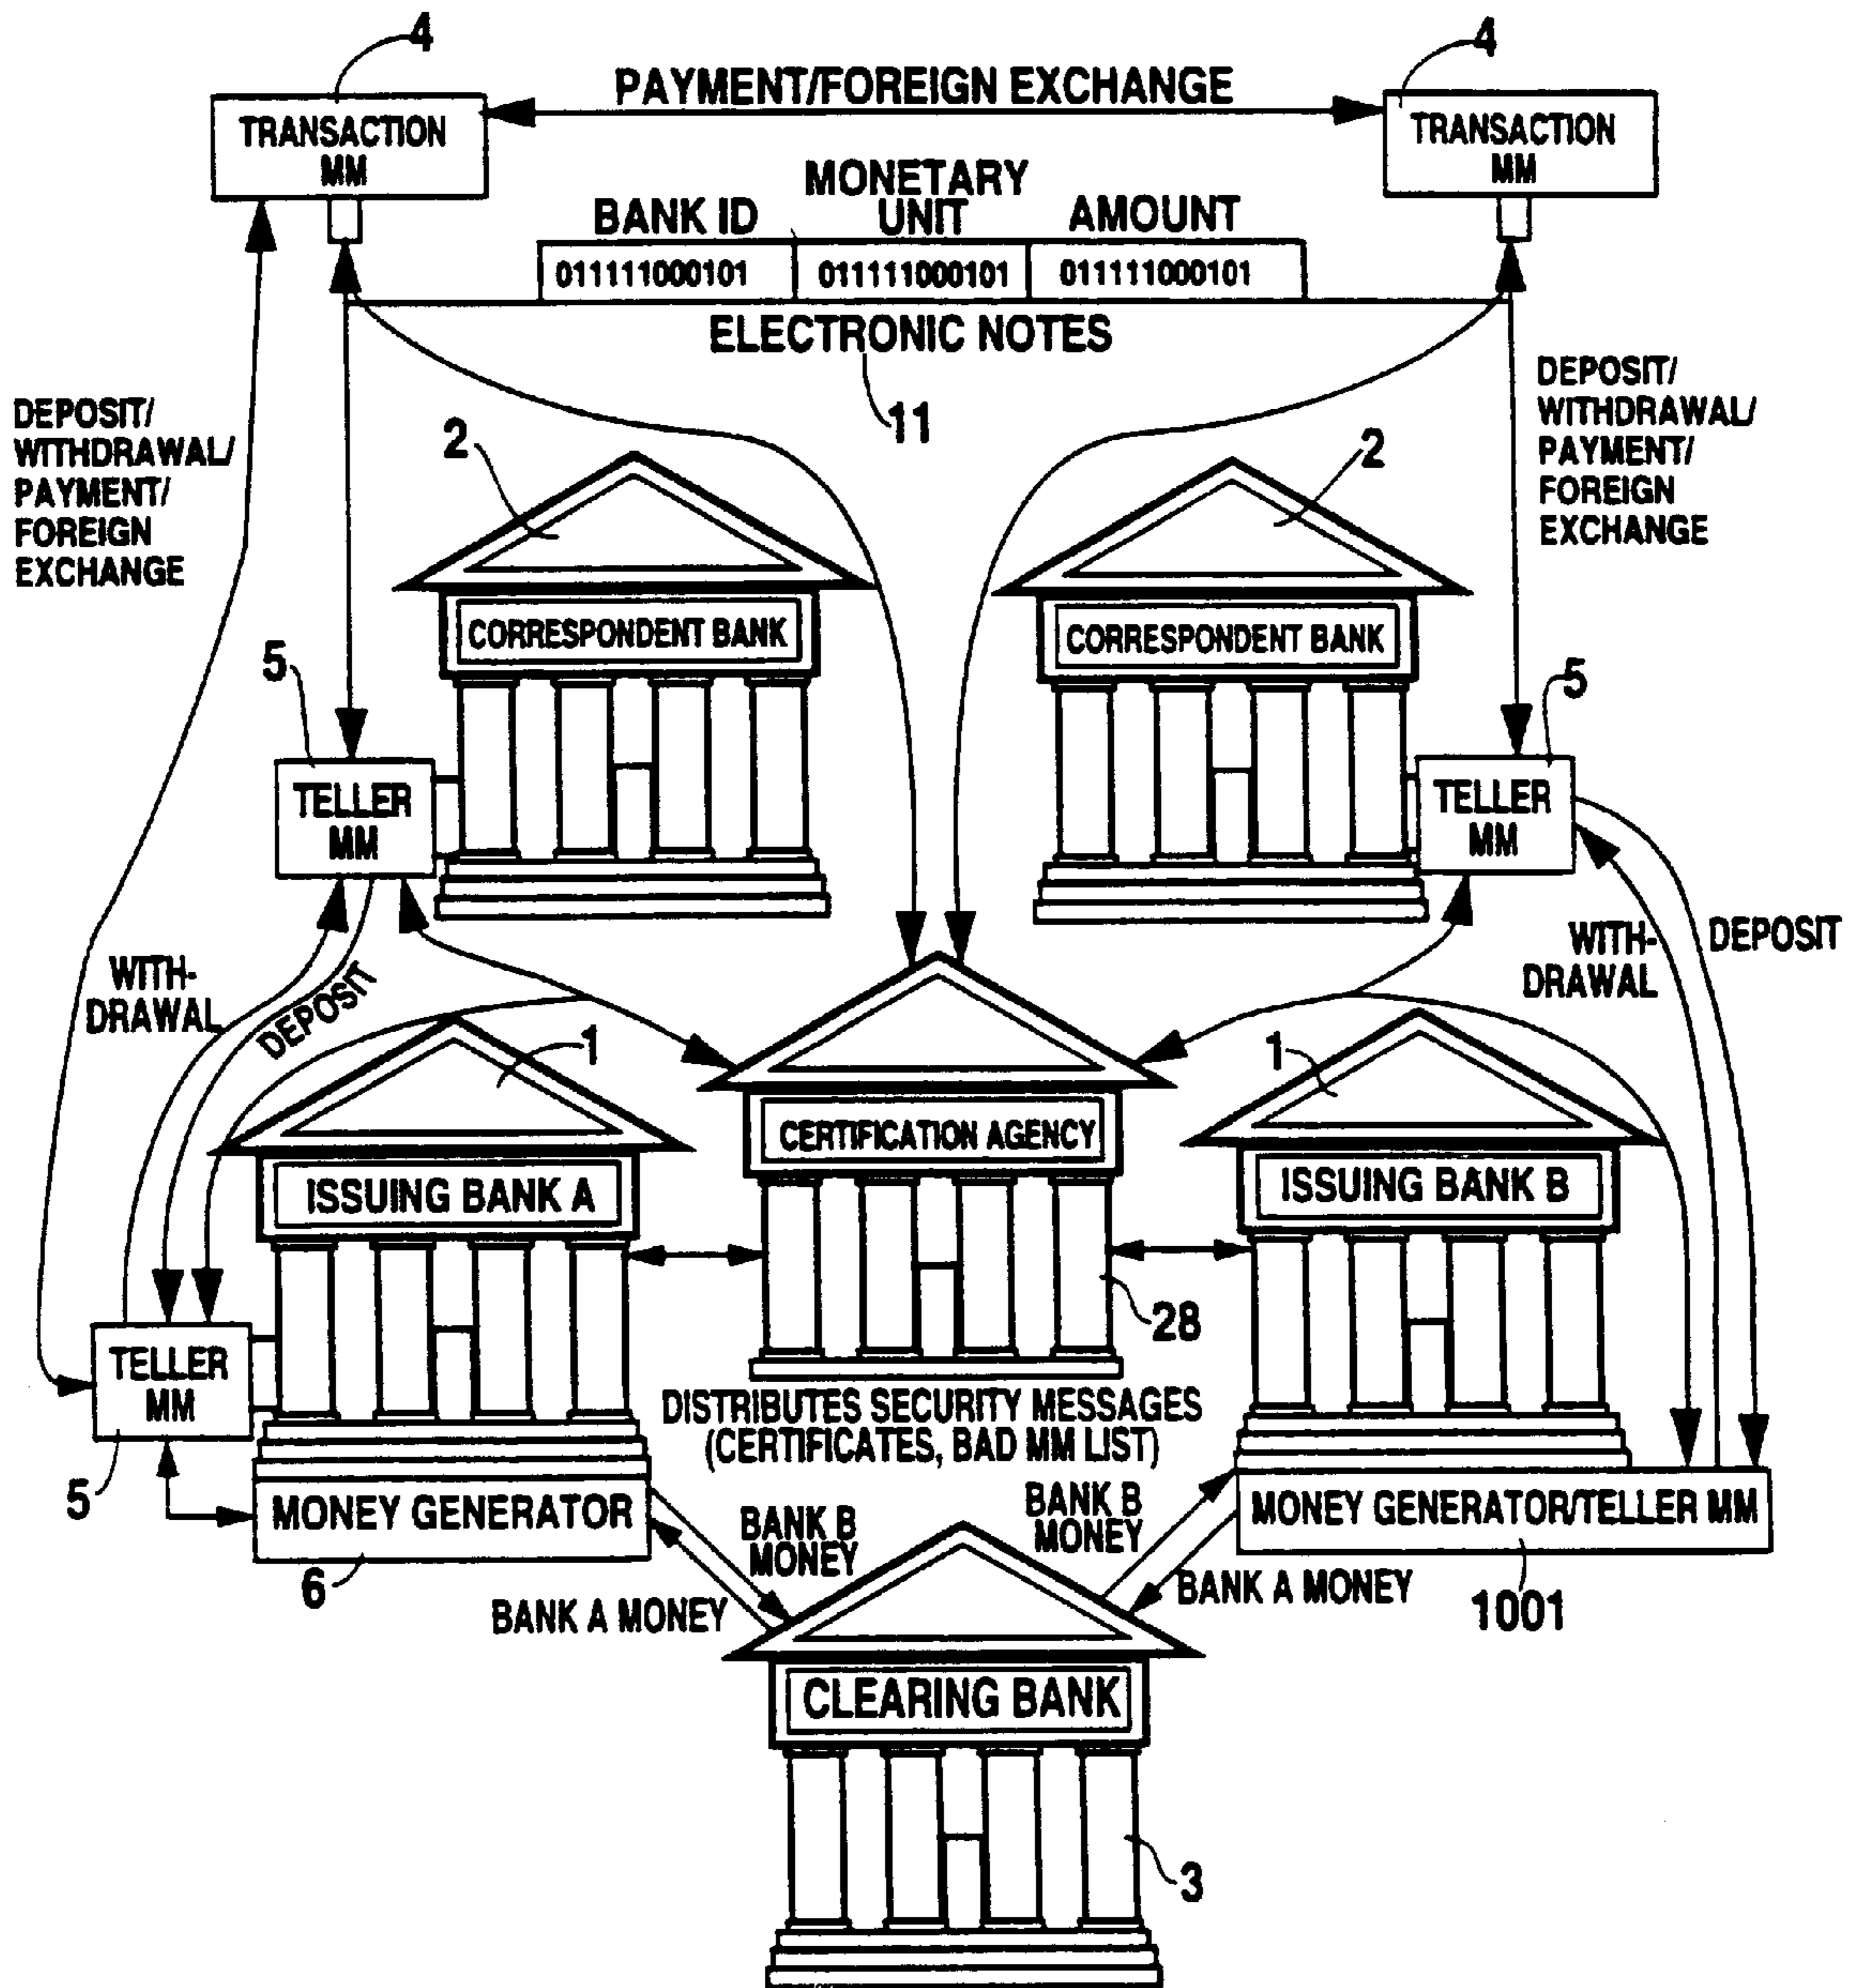 4
4
PAYMENT/FOREIGN EXCHANGE
TRANSACTION
MM
TRANSACTION
MM
MONETARY
BANK ID
UNIT
AMOUNT
011111000101
011111000101
011111000101
ELECTRONIC NOTES
11
DEPOSIT/
WITHDRAWAL/
PAYMENT/
FOREIGN
EXCHANGE
DEPOSIT/
WITHDRAWAL/
PAYMENT/
FOREIGN
EXCHANGE
2
2
CORRESPONDENT BANK
CORRESPONDENT BANK
5
5
TELLER
MM
TELLER
MM
WITH-
DRAWAL
DEPOSIT
WITH-
DRAWAL
DEPOSIT
1
1
CERTIFICATION AGENCY
ISSUING BANK A
ISSUING BANK B
28
TELLER
MM
5
DISTRIBUTES SECURITY MESSAGES
(CERTIFICATES, BAD MM LIST)
MONEY GENERATOR
6
BANK B
MONEY
BANK A MONEY
BANK B
MONEY
BANK A MONEY
MONEY GENERATOR/TELLER MM
1001
CLEARING BANK
3